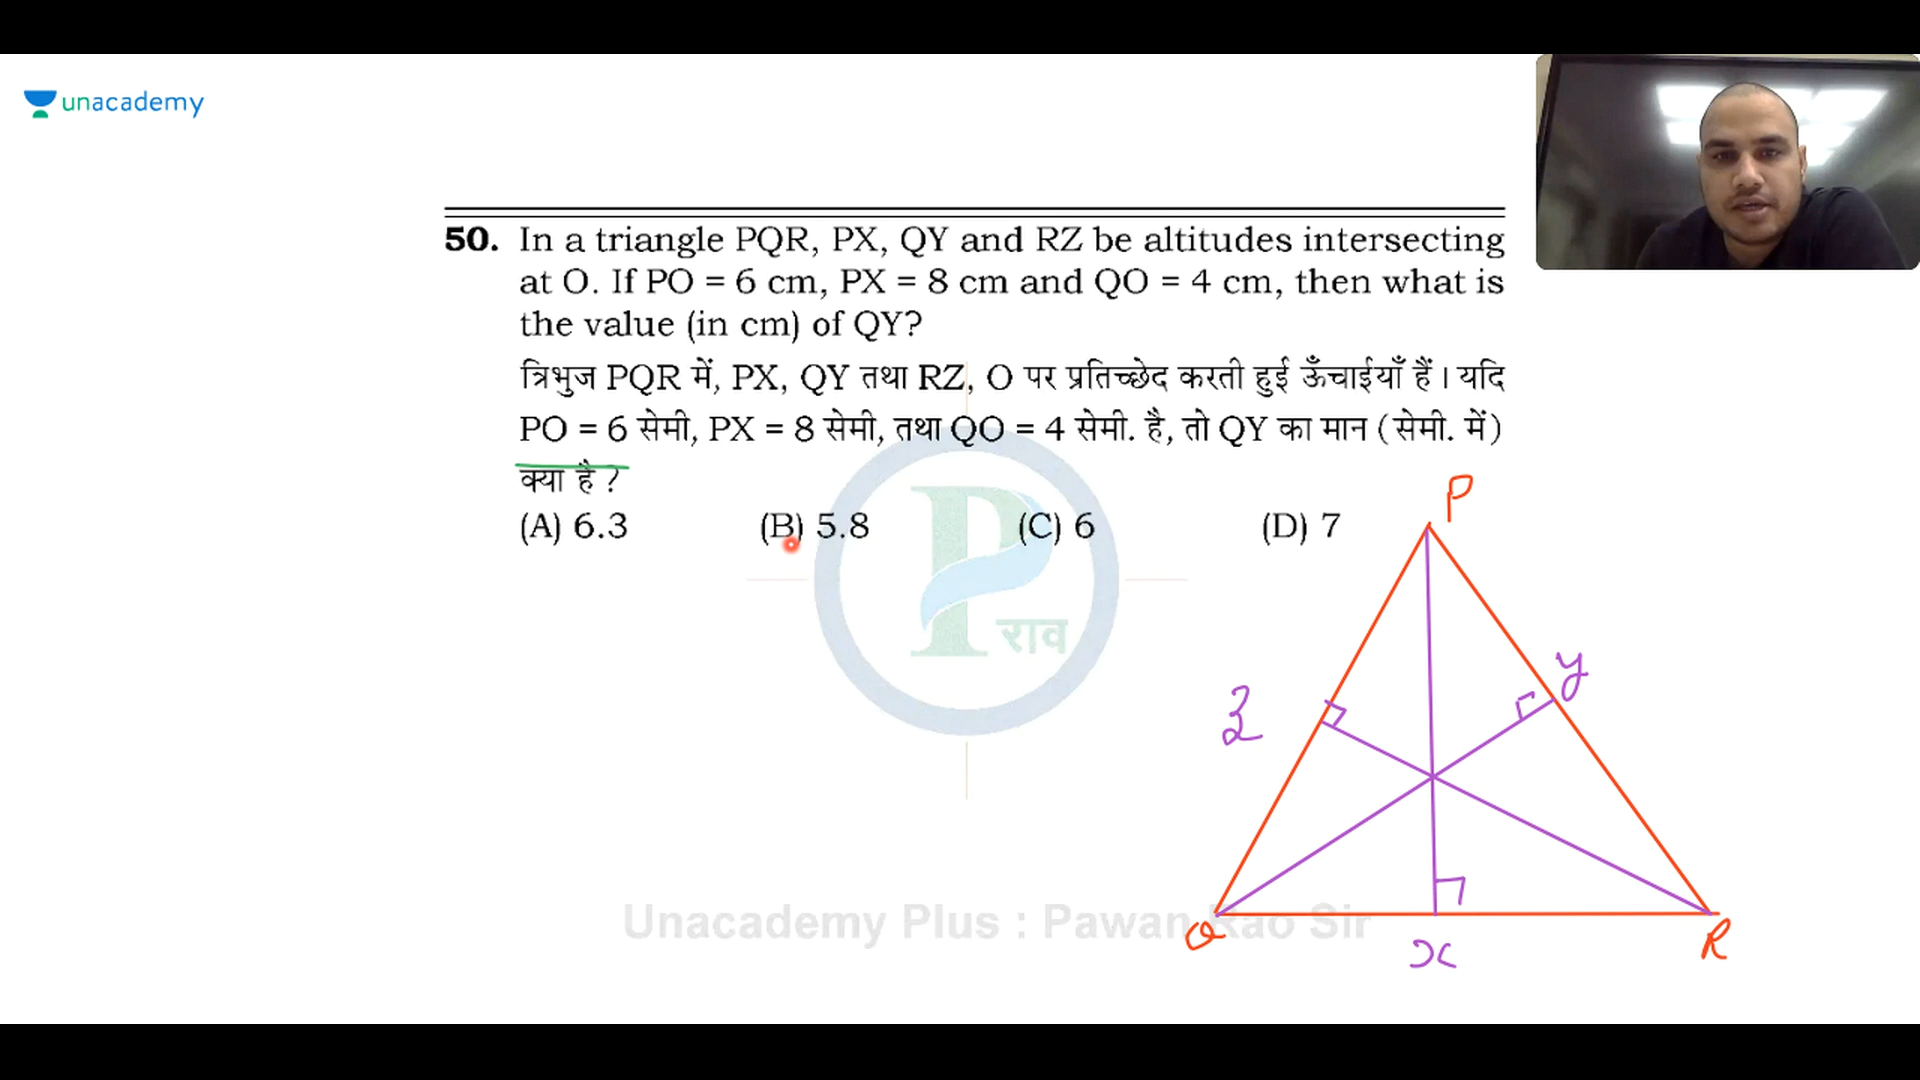 unacademy
50. In a triangle PQR, PX, QY and RZ be altitudes intersecting
at O. If PO = 6 cm, PX = 8 cm and QO = 4 cm, then what is
the value (in cm) of QY?
त्रिभुज PQR में, PX, QY तथा RZ, O पर प्रतिच्छेद करती हुई ऊँचाईयाँ हैं। यदि
PO = 6 सेमी, PX = 8 सेमी, तथा QO = 4 सेमी. है, तो QY का मान (सेमी. में)
क्या है ?
(A) 6.3 (B) 5.8 (C) 6 (D) 7
P
राव
y
Z
Unacademy Plus : Pawan Rao Sir
Q
x
R